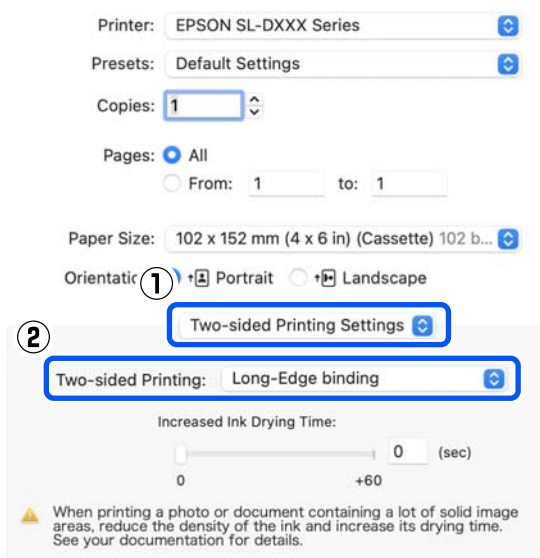 Printer: EPSON SL-DXXX Series
Presets: Default Settings
Copies: 1
Pages: All
From: 1 to: 1
Paper Size: 102 x 152 mm (4 x 6 in) (Cassette) 102 b...
Orientatic Portrait Landscape
1
Two-sided Printing Settings
2
Two-sided Printing: Long-Edge binding
Increased Ink Drying Time:
0 (sec)
0 +60
When printing a photo or document containing a lot of solid image
areas, reduce the density of the ink and increase its drying time.
See your documentation for details.